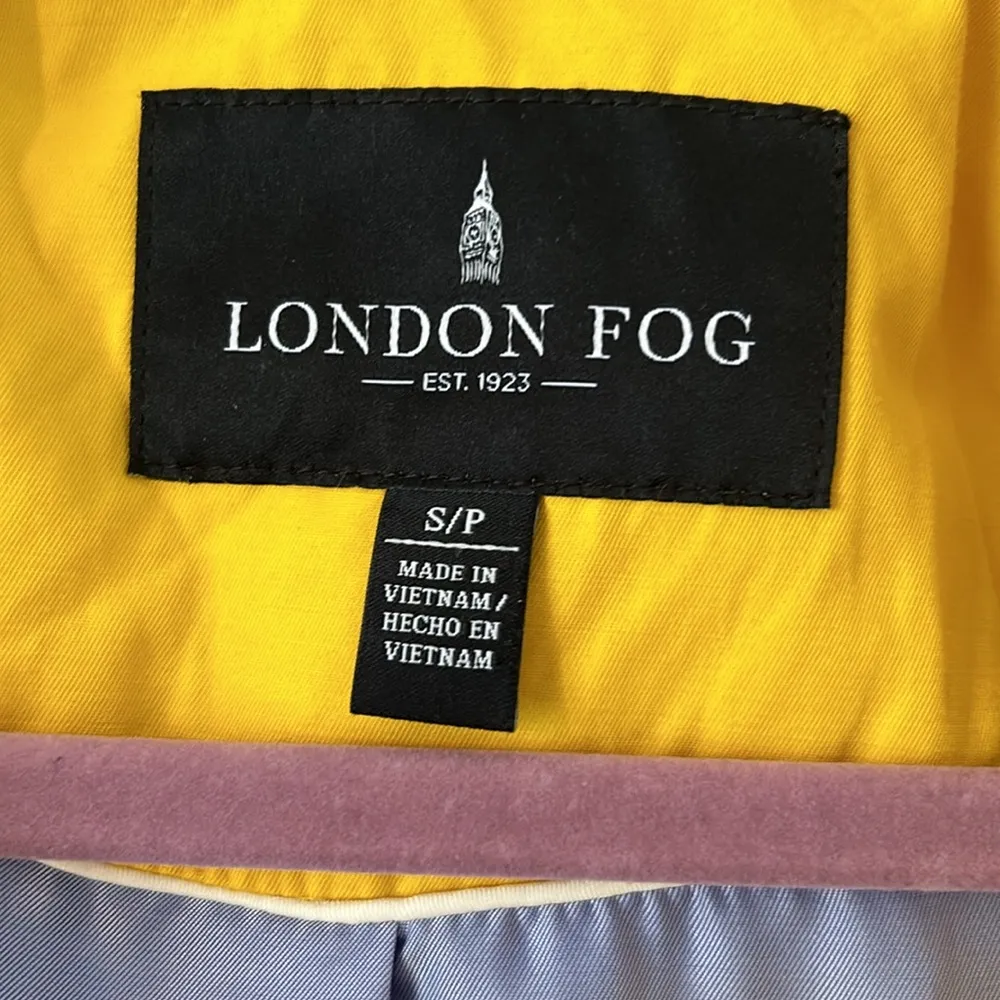 LONDON FOG
EST. 1923
S/P
MADE IN
VIETNAM/
HECHO EN
VIETNAM